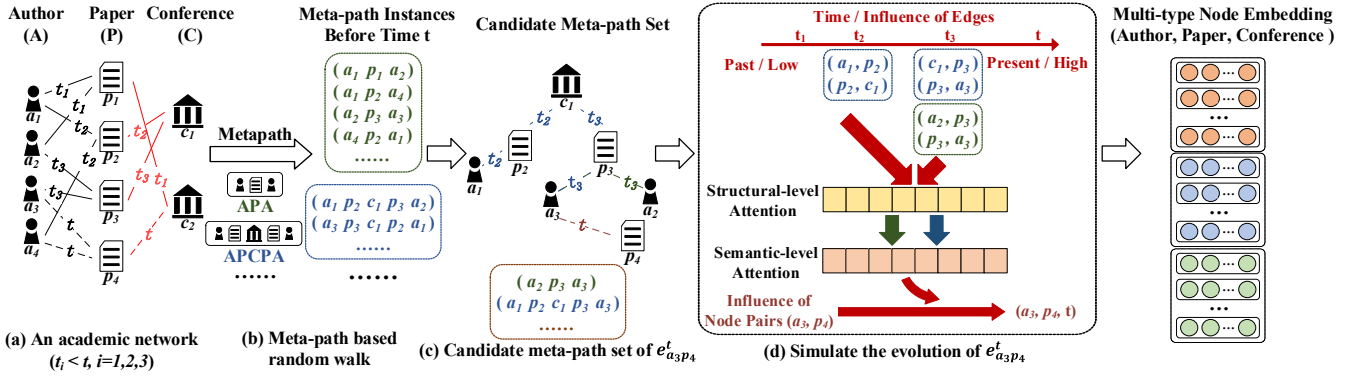 Author
(A)
Paper
(P)
Conference
(C)
t₁
t₁
t₂
t₂
t₃
t₃
t₁
t
t
t₂
t
a₁
a₂
a₃
a₄
p₁
p₂
p₃
p₄
c₁
c₂
(a) An academic network
(tᵢ < t, i=1,2,3)
Metapath
APA
APCPA
......
Meta-path Instances
Before Time t
( a₁ p₁ a₂ )
( a₁ p₂ a₄ )
( a₂ p₃ a₃ )
( a₄ p₂ a₁ )
......
( a₁ p₂ c₁ p₃ a₂ )
( a₃ p₃ c₁ p₂ a₁ )
......
......
(b) Meta-path based
random walk
Candidate Meta-path Set
c₁
t₂
t₃
t₂
p₂
p₃
a₁
t₃
t₃
a₃
a₂
t
p₄
( a₂ p₃ a₃ )
( a₁ p₂ c₁ p₃ a₃ )
......
(c) Candidate meta-path set of eᵗₐ₃ₚ₄
Time / Influence of Edges
t₁ t₂ t₃ t
Past / Low
Present / High
( a₁ , p₂ )
( p₂ , c₁ )
( c₁ , p₃ )
( p₃ , a₃ )
( a₂ , p₃ )
( p₃ , a₃ )
Structural-level
Attention
Semantic-level
Attention
Influence of
Node Pairs (a₃, p₄)
(a₃, p₄, t)
(d) Simulate the evolution of eᵗₐ₃ₚ₄
Multi-type Node Embedding
(Author, Paper, Conference )
...
...
...
...
...
...
...
...
...
...
...
...